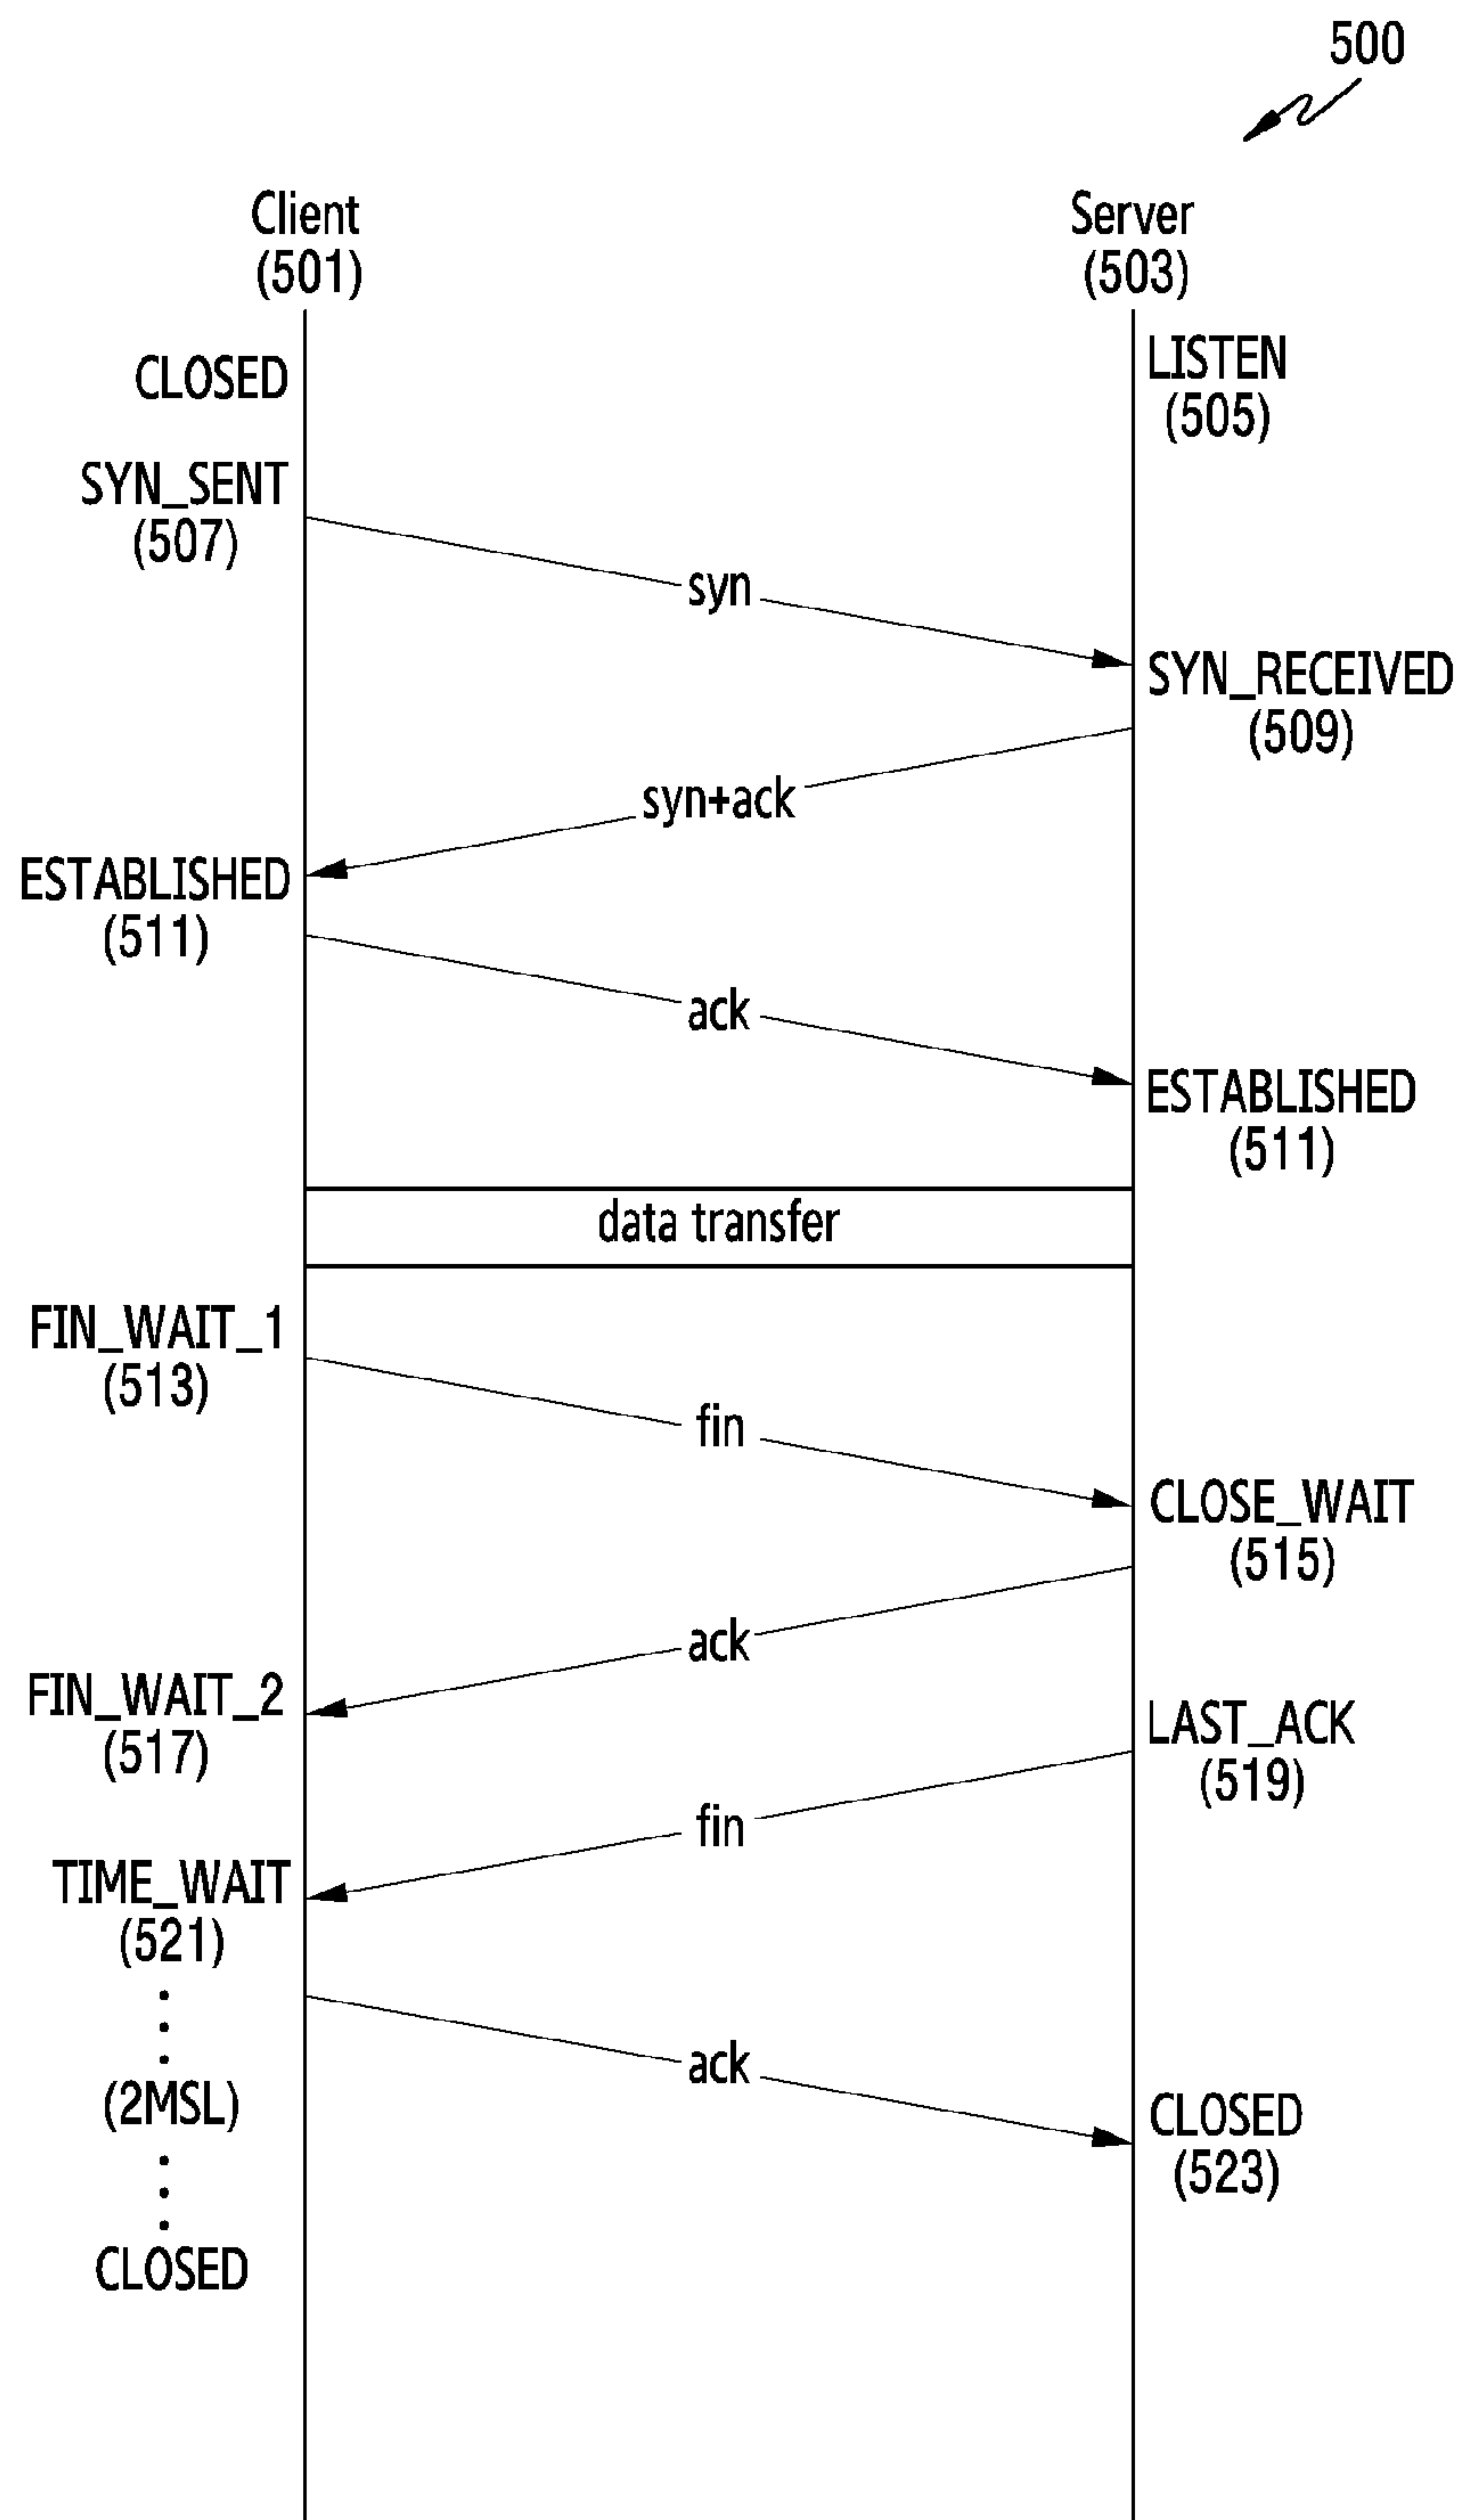 500
Client
(501)
Server
(503)
CLOSED
LISTEN
(505)
SYN_SENT
(507)
syn
SYN_RECEIVED
(509)
syn+ack
ESTABLISHED
(511)
ack
ESTABLISHED
(511)
data transfer
FIN_WAIT_1
(513)
fin
CLOSE_WAIT
(515)
ack
FIN_WAIT_2
(517)
LAST_ACK
(519)
fin
TIME_WAIT
(521)
ack
(2MSL)
CLOSED
(523)
CLOSED